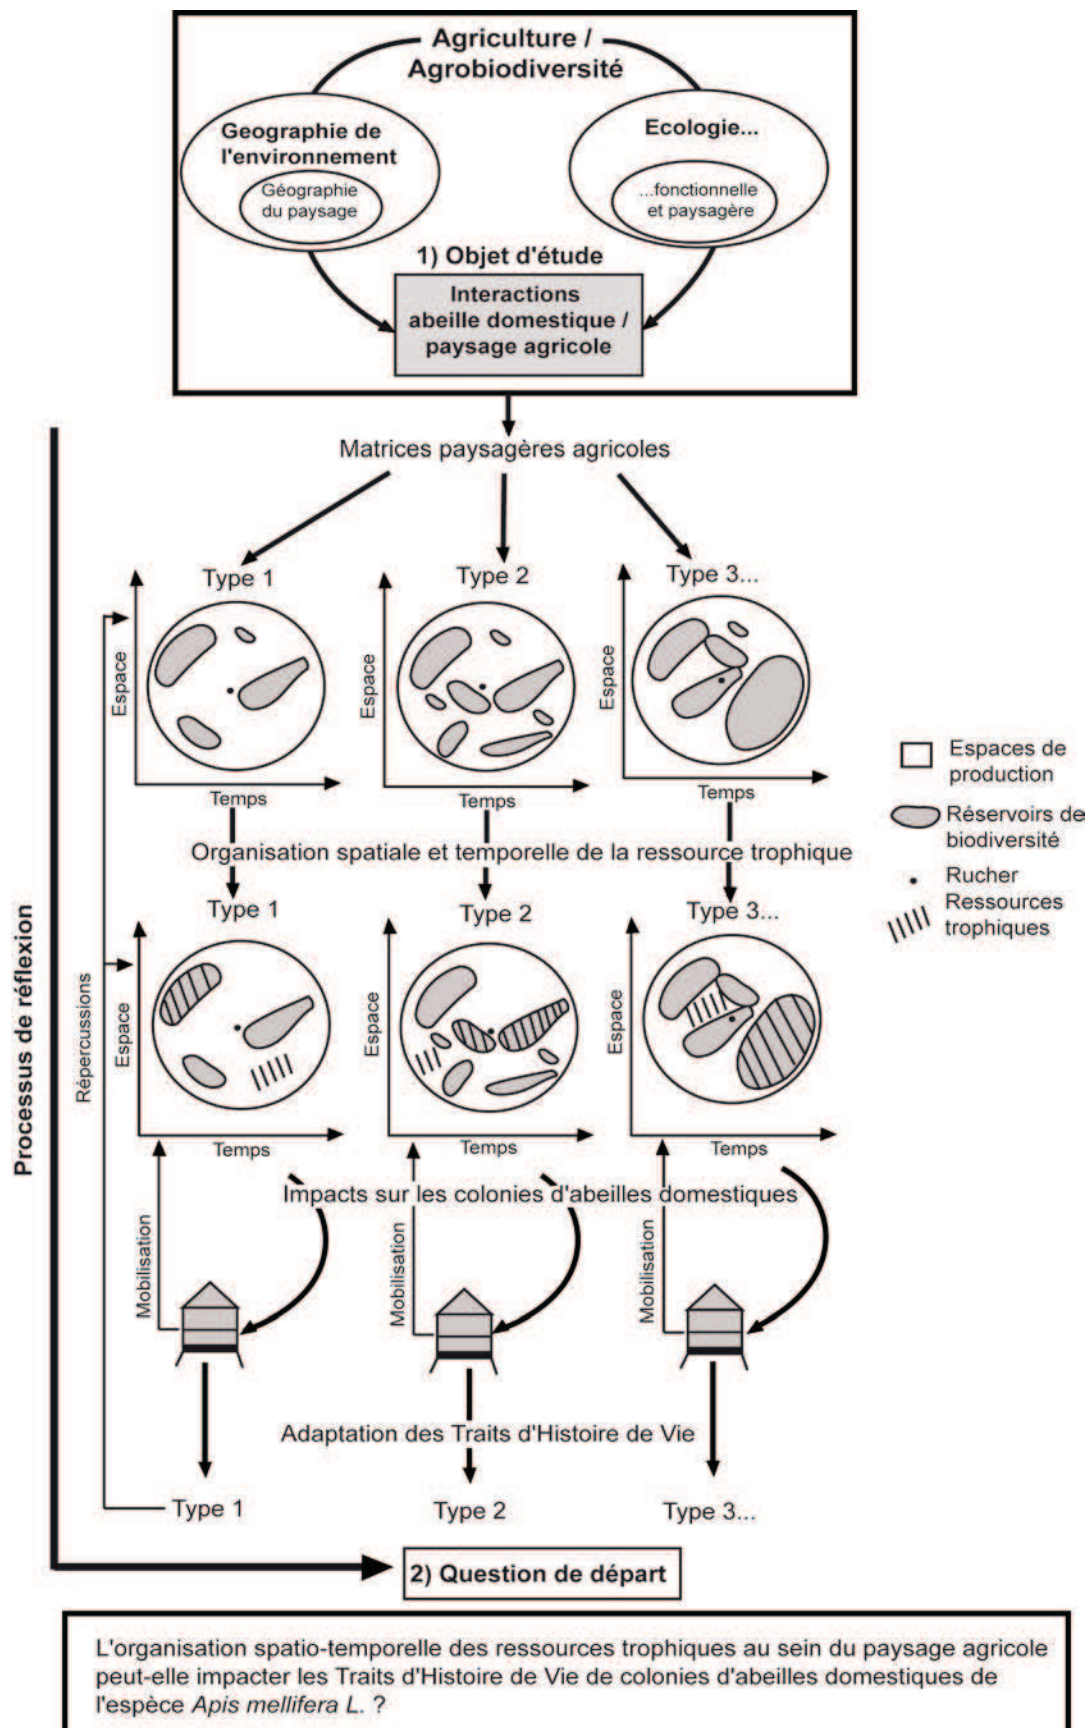 Agriculture /
Agrobiodiversité
Geographie de
l'environnement
Géographie
du paysage
Ecologie...
...fonctionnelle
et paysagère
1) Objet d'étude
Interactions
abeille domestique /
paysage agricole
Processus de réflexion
Matrices paysagères agricoles
Type 1
Type 2
Type 3...
Espace
Temps
Espace
Temps
Espace
Temps
Espaces de
production
Réservoirs de
biodiversité
Rucher
Ressources
trophiques
Organisation spatiale et temporelle de la ressource trophique
Type 1
Type 2
Type 3...
Répercussions
Espace
Temps
Espace
Temps
Espace
Temps
Impacts sur les colonies d'abeilles domestiques
Mobilisation
Mobilisation
Mobilisation
Adaptation des Traits d'Histoire de Vie
Type 1
Type 2
Type 3...
2) Question de départ
L'organisation spatio-temporelle des ressources trophiques au sein du paysage agricole
peut-elle impacter les Traits d'Histoire de Vie de colonies d'abeilles domestiques de
l'espèce Apis mellifera L. ?